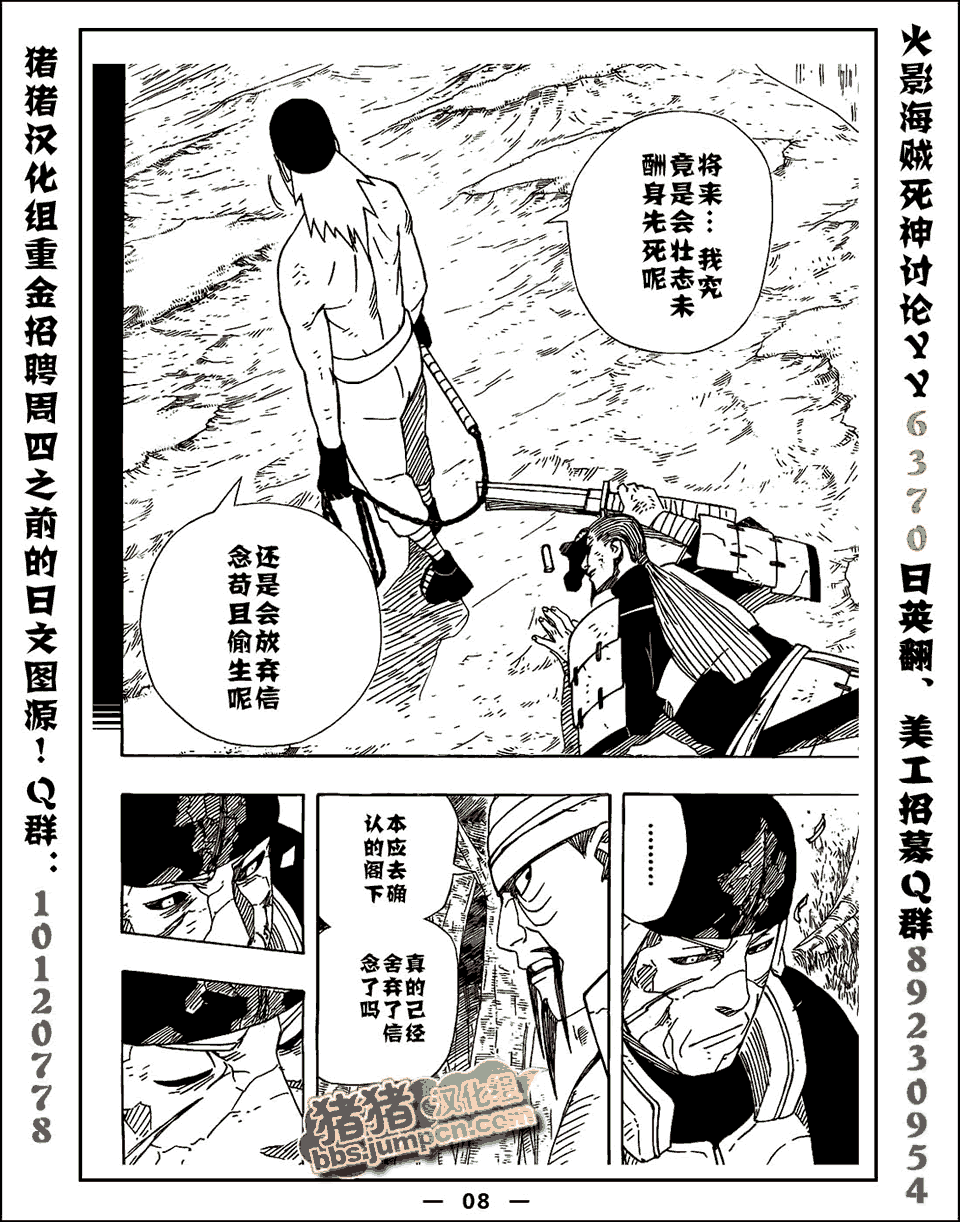 火影海贼死神讨论YY6370日英翻、美工招募Q群89230954
将来…我究
竟是会壮志未
酬身先死呢
还是会放弃信
念苟且偷生呢
………
本应去确
认的阁下
真的已经
舍弃了信
念了吗
猪猪汉化组
bbs.jumpcn.com
猪猪汉化组重金招聘周四之前的日文图源!Q群:10120778
— 08 —